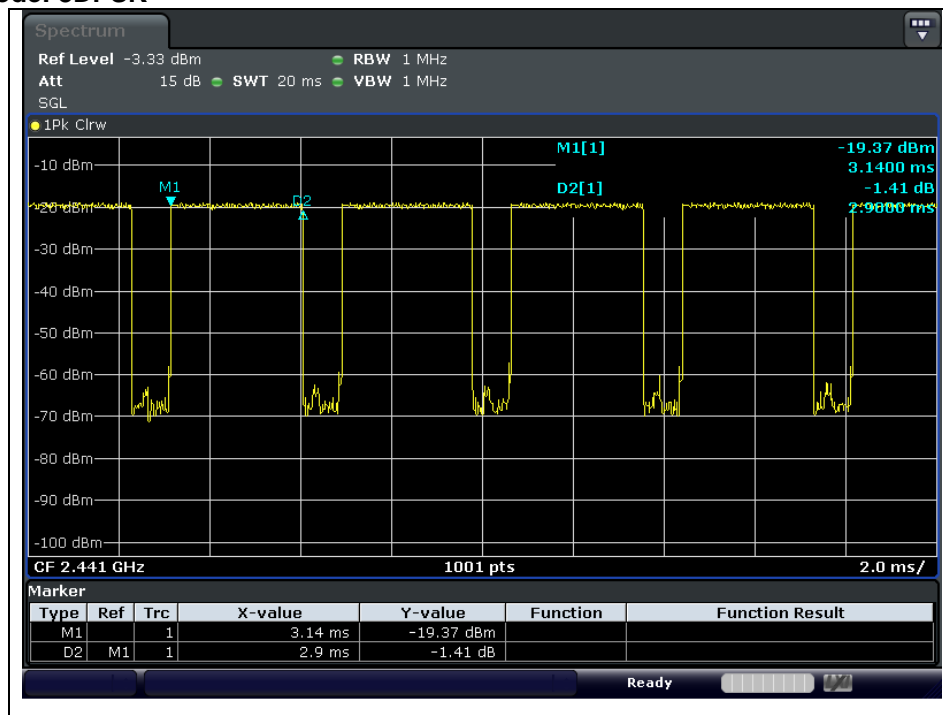 Spectrum
Ref Level -3.33 dBm RBW 1 MHz
Att 15 dB SWT 20 ms VBW 1 MHz
SGL
1Pk Clrw
M1[1] -19.37 dBm
3.1400 ms
D2[1] -1.41 dB
2.9000 ms
M1
D2
-10 dBm
-20 dBm
-30 dBm
-40 dBm
-50 dBm
-60 dBm
-70 dBm
-80 dBm
-90 dBm
-100 dBm
CF 2.441 GHz 1001 pts 2.0 ms/
Marker
Type Ref Trc X-value Y-value Function Function Result
M1 1 3.14 ms -19.37 dBm
D2 M1 1 2.9 ms -1.41 dB
Ready